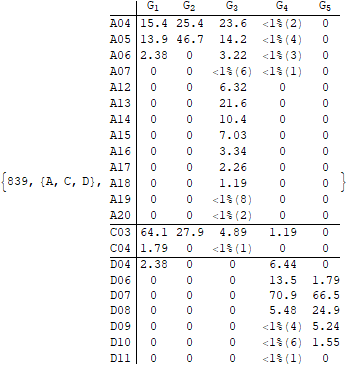 G1 G2 G3 G4 G5
A04 15.4 25.4 23.6 <1%(2) 0
A05 13.9 46.7 14.2 <1%(4) 0
A06 2.38 0 3.22 <1%(3) 0
A07 0 0 <1%(6) <1%(1) 0
A12 0 0 6.32 0 0
A13 0 0 21.6 0 0
A14 0 0 10.4 0 0
A15 0 0 7.03 0 0
A16 0 0 3.34 0 0
A17 0 0 2.26 0 0
{839, {A, C, D}, A18 0 0 1.19 0 0 }
A19 0 0 <1%(8) 0 0
A20 0 0 <1%(2) 0 0
C03 64.1 27.9 4.89 1.19 0
C04 1.79 0 <1%(1) 0 0
D04 2.38 0 0 6.44 0
D06 0 0 0 13.5 1.79
D07 0 0 0 70.9 66.5
D08 0 0 0 5.48 24.9
D09 0 0 0 <1%(4) 5.24
D10 0 0 0 <1%(6) 1.55
D11 0 0 0 <1%(1) 0